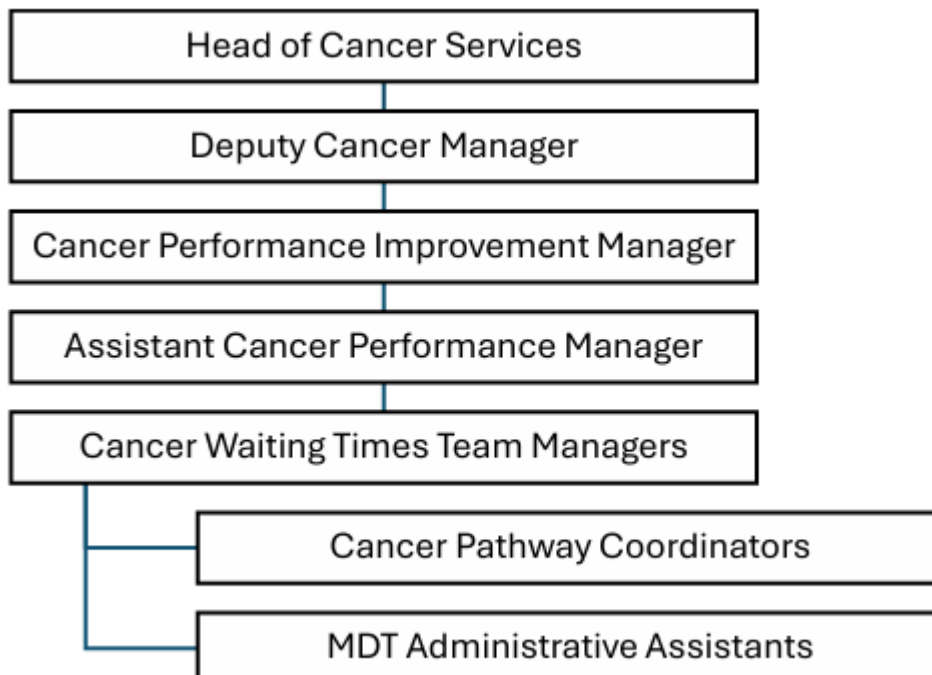 Head of Cancer Services
Deputy Cancer Manager
Cancer Performance Improvement Manager
Assistant Cancer Performance Manager
Cancer Waiting Times Team Managers
Cancer Pathway Coordinators
MDT Administrative Assistants